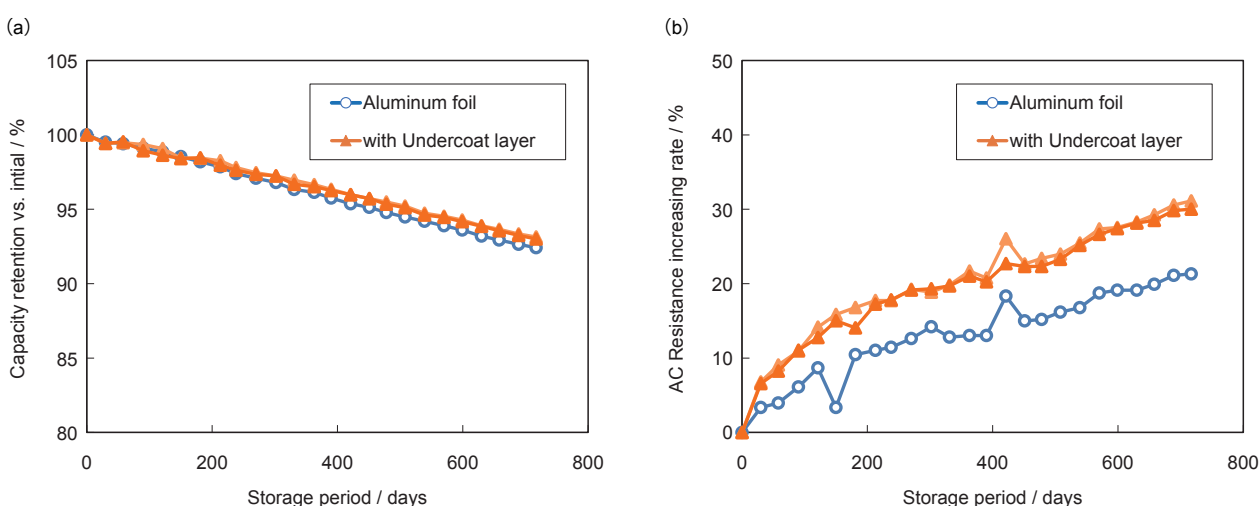 (a)
105
100
95
90
85
80
0
200
400
600
800
Capacity retention vs. intial / %
Storage period / days
Aluminum foil
with Undercoat layer
(b)
50
40
30
20
10
0
0
200
400
600
800
AC Resistance increasing rate / %
Storage period / days
Aluminum foil
with Undercoat layer